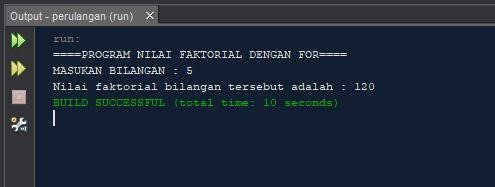 Output - perulangan (run)
run:
====PROGRAM NILAI FAKTORIAL DENGAN FOR====
MASUKAN BILANGAN : 5
Nilai faktorial bilangan tersebut adalah : 120
BUILD SUCCESSFUL (total time: 10 seconds)